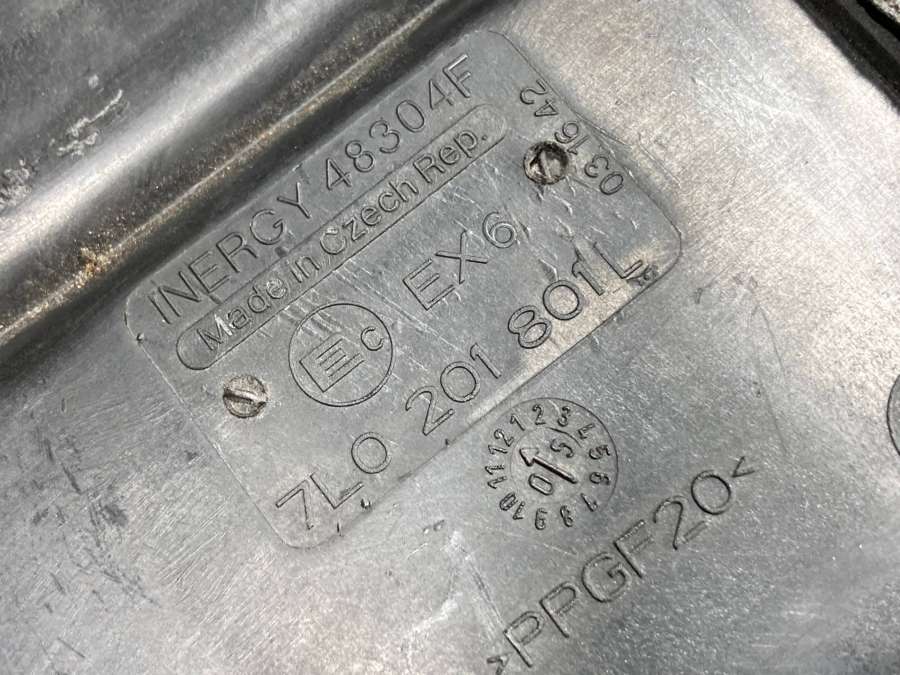 INERGY 48304F
Made in Czech Rep.
EX6
7L0 201 801L
031642
1 2 3 4 5 6 7 8 9 10 11 12
05
>PPGF20<